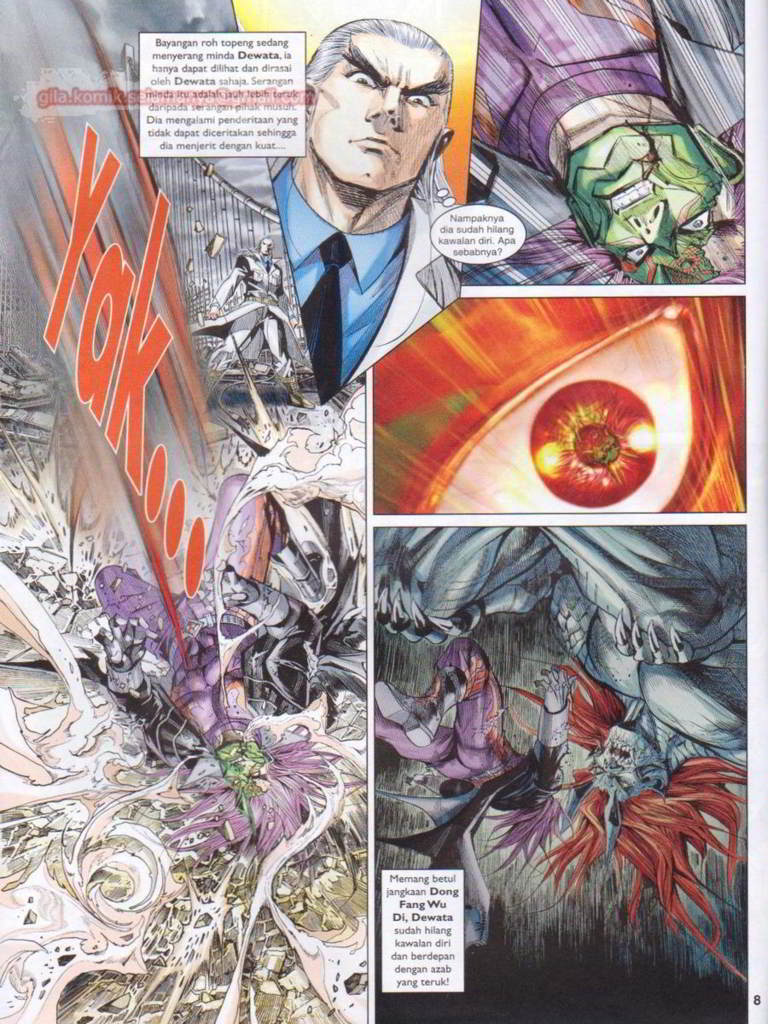 Bayangan roh topeng sedang
menyerang minda Dewata, ia
hanya dapat dilihat dan dirasai
oleh Dewata sahaja. Serangan
minda itu adalah jauh lebih teruk
daripada serangan pihak musuh.
Dia mengalami penderitaan yang
tidak dapat diceritakan sehingga
dia menjerit dengan kuat....
Nampaknya
dia sudah hilang
kawalan diri. Apa
sebabnya?
Yak...
Memang betul
jangkaan Dong
Fang Wu
Di, Dewata
sudah hilang
kawalan diri
dan berdepan
dengan azab
yang teruk!
8